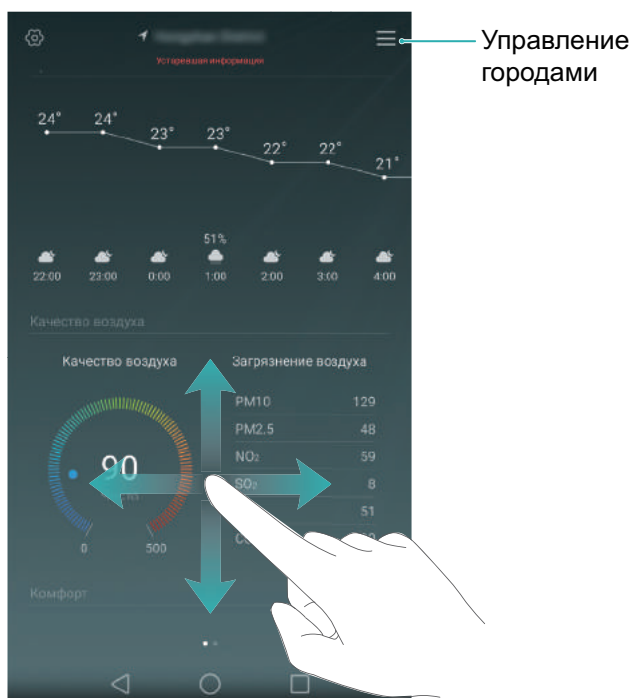 Управление
городами
Устаревшая информация
24° 24° 23° 23° 22° 22° 21°
51%
22:00 23:00 0:00 1:00 2:00 3:00 4:00
Качество воздуха
Качество воздуха
Загрязнение воздуха
PM10 129
PM2.5 48
NO₂ 59
SO₂ 8
51
90
0 500
Комфорт